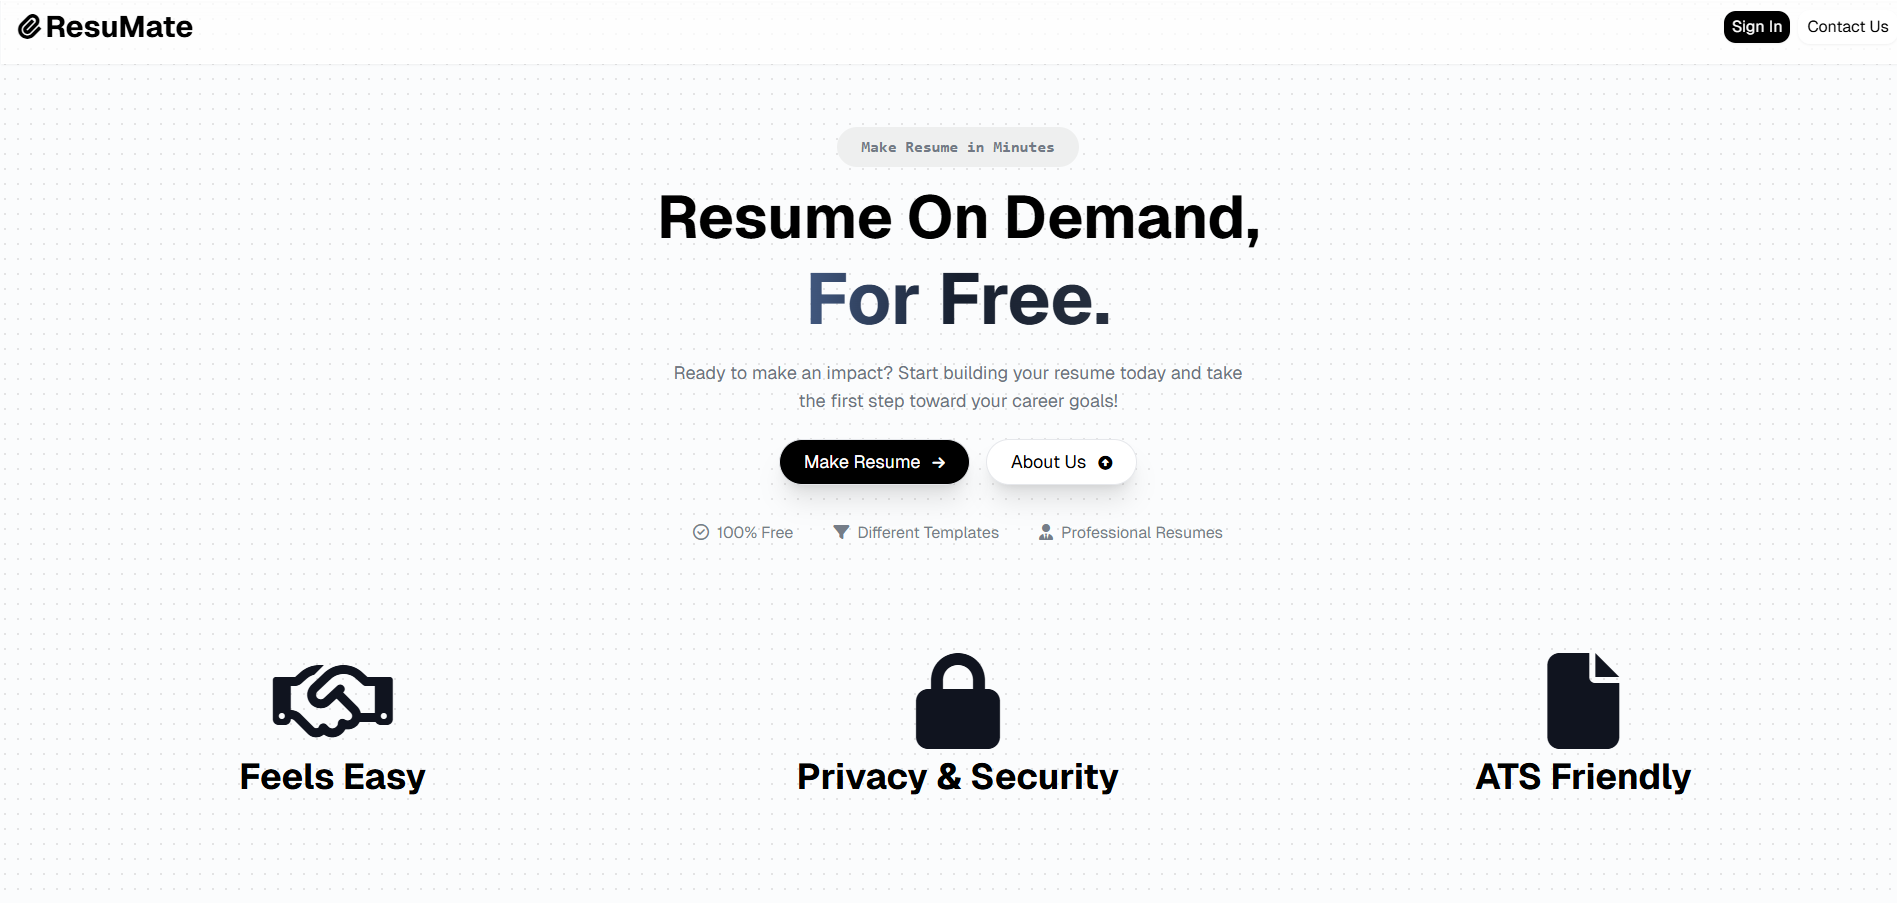 ResuMate
Sign In
Contact Us
Make Resume in Minutes
Resume On Demand,
For Free.
Ready to make an impact? Start building your resume today and take
the first step toward your career goals!
Make Resume
About Us
100% Free
Different Templates
Professional Resumes
Feels Easy
Privacy & Security
ATS Friendly